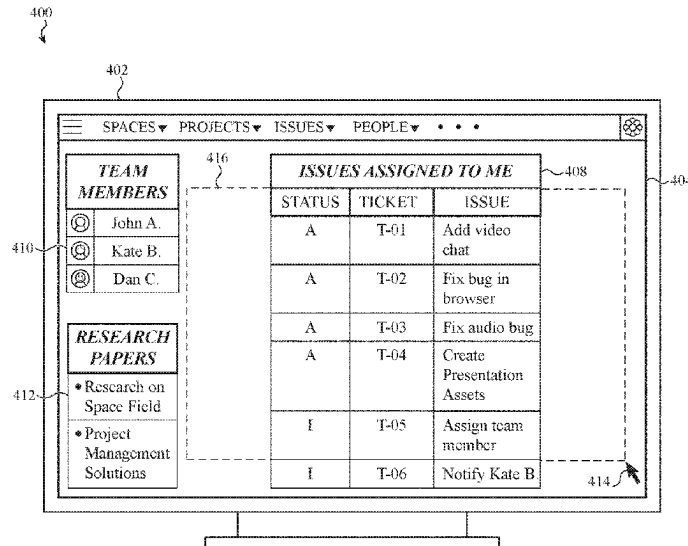 400
402
SPACES▾ PROJECTS▾ ISSUES▾ PEOPLE▾ • • •
416
408
410
412
414
TEAM
MEMBERS
John A.
Kate B.
Dan C.
RESEARCH
PAPERS
• Research on
Space Field
• Project
Management
Solutions
ISSUES ASSIGNED TO ME
STATUS TICKET ISSUE
A T-01 Add video
chat
A T-02 Fix bug in
browser
A T-03 Fix audio bug
A T-04 Create
Presentation
Assets
I T-05 Assign team
member
I T-06 Notify Kate B